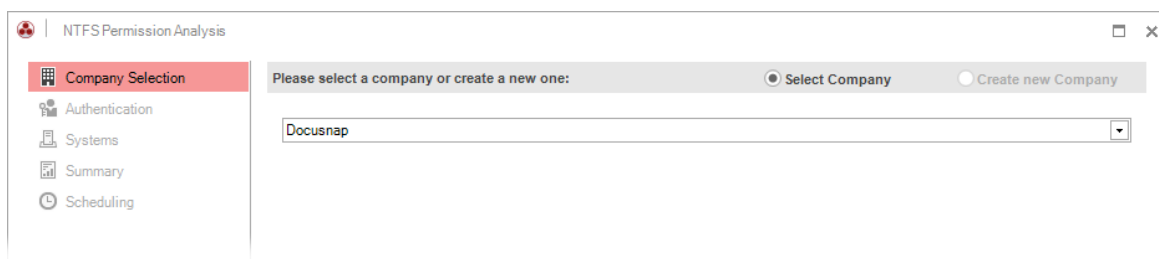 NTFS Permission Analysis
Company Selection
Authentication
Systems
Summary
Scheduling
Please select a company or create a new one: Select Company Create new Company
Docusnap